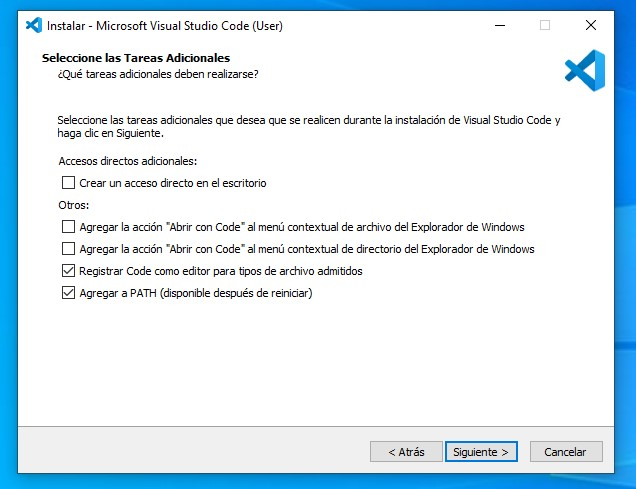 Instalar - Microsoft Visual Studio Code (User)
Seleccione las Tareas Adicionales
¿Qué tareas adicionales deben realizarse?
Seleccione las tareas adicionales que desea que se realicen durante la instalación de Visual Studio Code y
haga clic en Siguiente.
Accesos directos adicionales:
Crear un acceso directo en el escritorio
Otros:
Agregar la acción "Abrir con Code" al menú contextual de archivo del Explorador de Windows
Agregar la acción "Abrir con Code" al menú contextual de directorio del Explorador de Windows
Registrar Code como editor para tipos de archivo admitidos
Agregar a PATH (disponible después de reiniciar)
< Atrás Siguiente > Cancelar